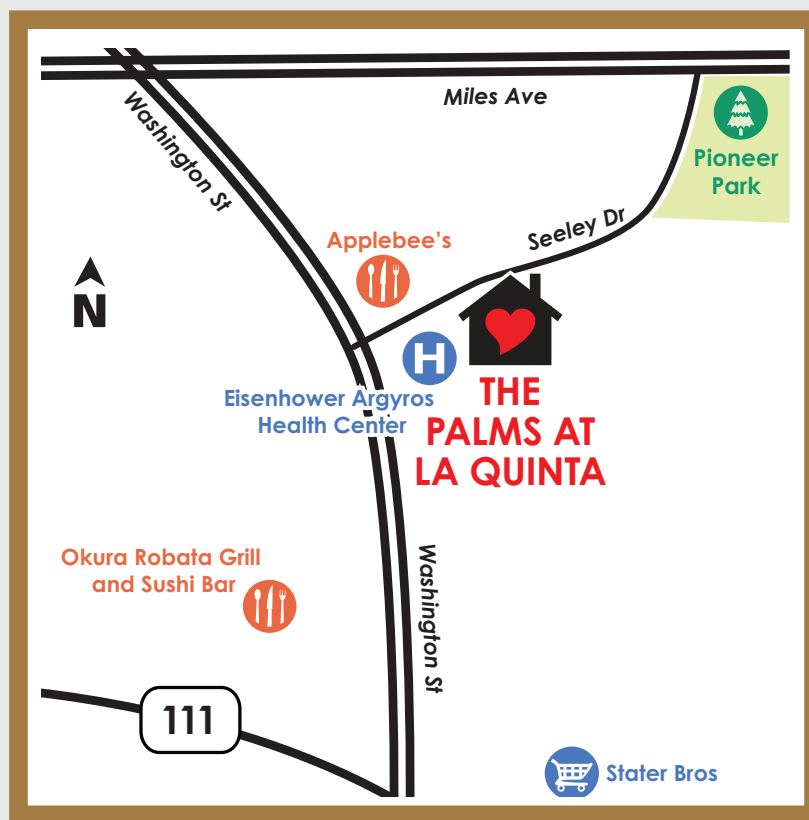 Miles Ave
Washington St
Pioneer
Park
Seeley Dr
Applebee’s
N
H
Eisenhower Argyros
Health Center
THE
PALMS AT
LA QUINTA
Okura Robata Grill
and Sushi Bar
Washington St
111
Stater Bros